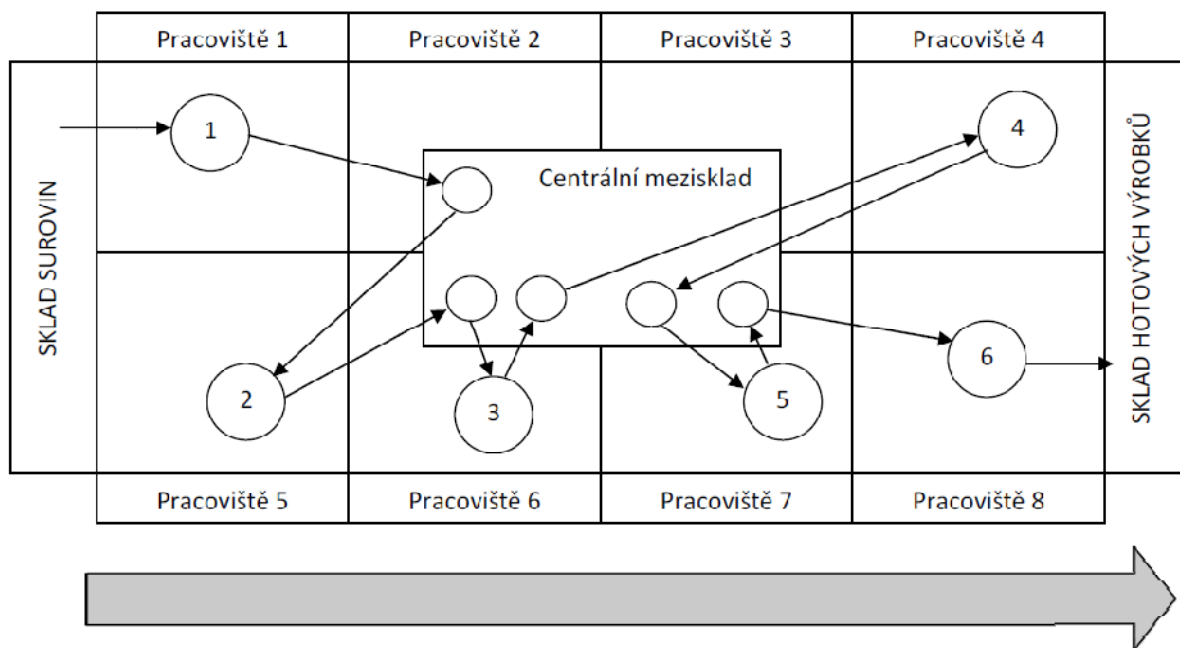 Pracoviště 1
Pracoviště 2
Pracoviště 3
Pracoviště 4
SKLAD SUROVIN
1
Centrální mezisklad
4
2
3
5
6
SKLAD HOTOVÝCH VÝROBKŮ
Pracoviště 5
Pracoviště 6
Pracoviště 7
Pracoviště 8